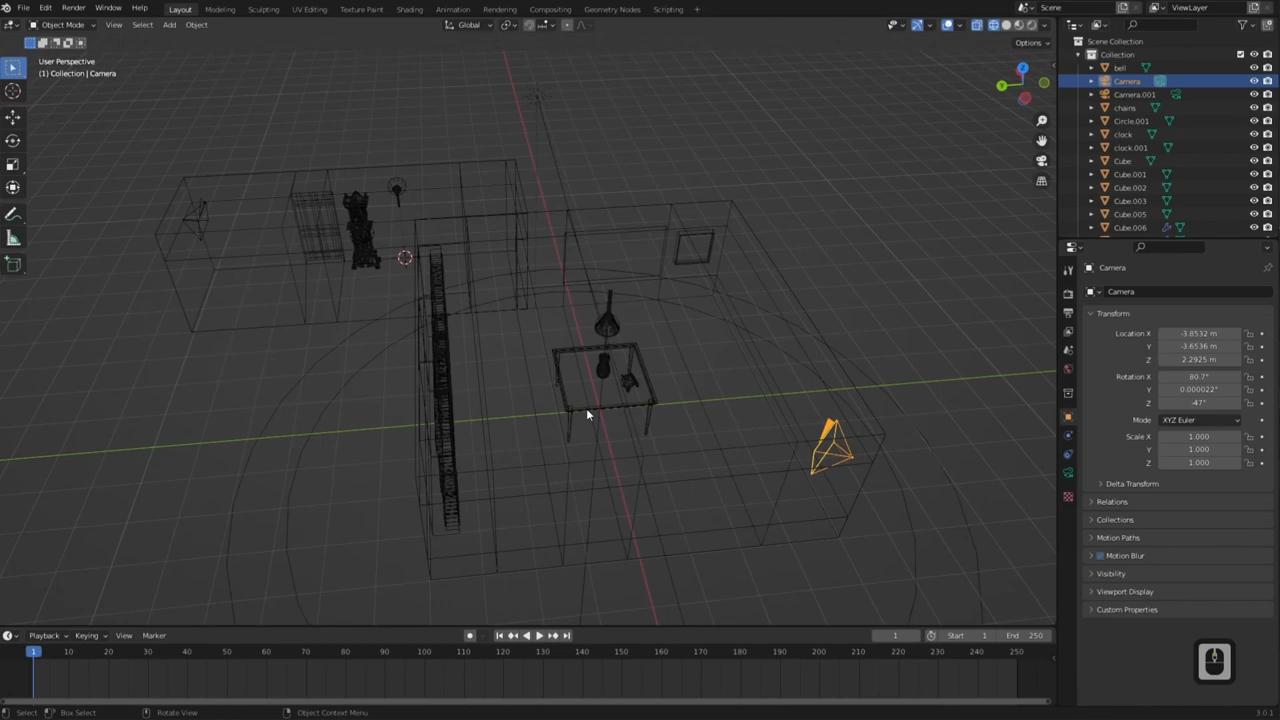 File Edit Render Window Help Layout Modeling Sculpting UV Editing Texture Paint Shading Animation Rendering Compositing Geometry Nodes Scripting + Scene ViewLayer
Object Mode View Select Add Object Global
Options
User Perspective
(1) Collection | Camera
Scene Collection
Collection
bell
Camera
Camera.001
chains
Circle.001
clock
clock.001
Cube
Cube.001
Cube.002
Cube.003
Cube.005
Cube.006
Camera
Camera
Transform
Location X -3.8532 m
Y -3.6536 m
Z 2.2925 m
Rotation X 80.7°
Y 0.000022°
Z -47°
Mode XYZ Euler
Scale X 1.000
Y 1.000
Z 1.000
Delta Transform
Relations
Collections
Motion Paths
Motion Blur
Visibility
Viewport Display
Custom Properties
Z
Y
Playback Keying View Marker 1 Start 1 End 250
1 10 20 30 40 50 60 70 80 90 100 110 120 130 140 150 160 170 180 190 200 210 220 230 240 250
Select Box Select Rotate View Object Context Menu 3.0.1